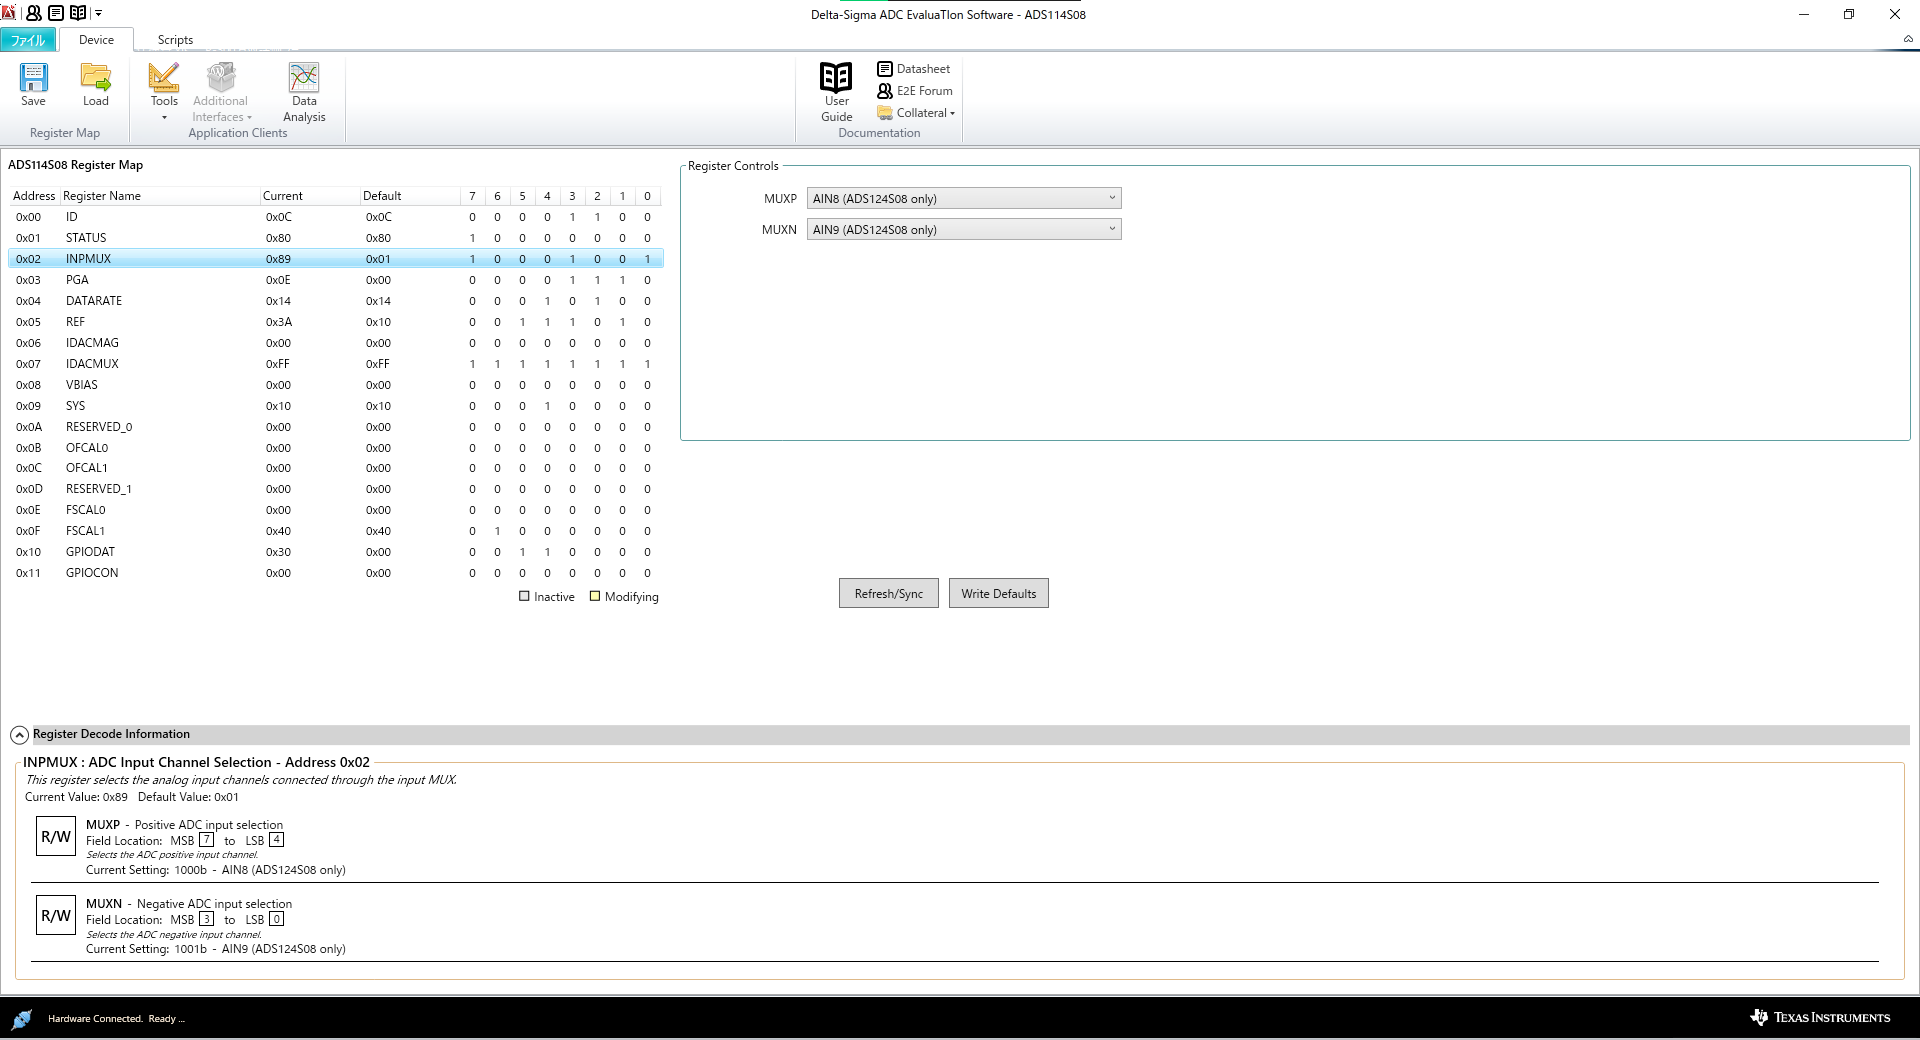 Delta-Sigma ADC EvaluaTIon Software - ADS114S08
ファイル Device Scripts
Save Load
Register Map
Tools
Additional Interfaces
Data Analysis
Application Clients
User Guide
Datasheet
E2E Forum
Collateral
Documentation
ADS114S08 Register Map
Address Register Name Current Default 7 6 5 4 3 2 1 0
0x00 ID 0x0C 0x0C 0 0 0 0 1 1 0 0
0x01 STATUS 0x80 0x80 1 0 0 0 0 0 0 0
0x02 INPMUX 0x89 0x01 1 0 0 0 1 0 0 1
0x03 PGA 0x0E 0x00 0 0 0 0 1 1 1 0
0x04 DATARATE 0x14 0x14 0 0 0 1 0 1 0 0
0x05 REF 0x3A 0x10 0 0 1 1 1 0 1 0
0x06 IDACMAG 0x00 0x00 0 0 0 0 0 0 0 0
0x07 IDACMUX 0xFF 0xFF 1 1 1 1 1 1 1 1
0x08 VBIAS 0x00 0x00 0 0 0 0 0 0 0 0
0x09 SYS 0x10 0x10 0 0 0 1 0 0 0 0
0x0A RESERVED_0 0x00 0x00 0 0 0 0 0 0 0 0
0x0B OFCAL0 0x00 0x00 0 0 0 0 0 0 0 0
0x0C OFCAL1 0x00 0x00 0 0 0 0 0 0 0 0
0x0D RESERVED_1 0x00 0x00 0 0 0 0 0 0 0 0
0x0E FSCAL0 0x00 0x00 0 0 0 0 0 0 0 0
0x0F FSCAL1 0x40 0x40 0 1 0 0 0 0 0 0
0x10 GPIODAT 0x30 0x00 0 0 1 1 0 0 0 0
0x11 GPIOCON 0x00 0x00 0 0 0 0 0 0 0 0
Inactive Modifying
Register Controls
MUXP AIN8 (ADS124S08 only)
MUXN AIN9 (ADS124S08 only)
Refresh/Sync Write Defaults
Register Decode Information
INPMUX : ADC Input Channel Selection - Address 0x02
This register selects the analog input channels connected through the input MUX.
Current Value: 0x89 Default Value: 0x01
R/W
MUXP - Positive ADC input selection
Field Location: MSB 7 to LSB 4
Selects the ADC positive input channel.
Current Setting: 1000b - AIN8 (ADS124S08 only)
R/W
MUXN - Negative ADC input selection
Field Location: MSB 3 to LSB 0
Selects the ADC negative input channel.
Current Setting: 1001b - AIN9 (ADS124S08 only)
Hardware Connected. Ready ...
TEXAS INSTRUMENTS